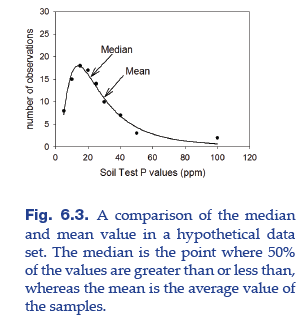 30
25
20
15
10
5
0
number of observations
Median
Mean
0 20 40 60 80 100 120
Soil Test P values (ppm)
Fig. 6.3. A comparison of the median
and mean value in a hypothetical data
set. The median is the point where 50%
of the values are greater than or less than,
whereas the mean is the average value of
the samples.